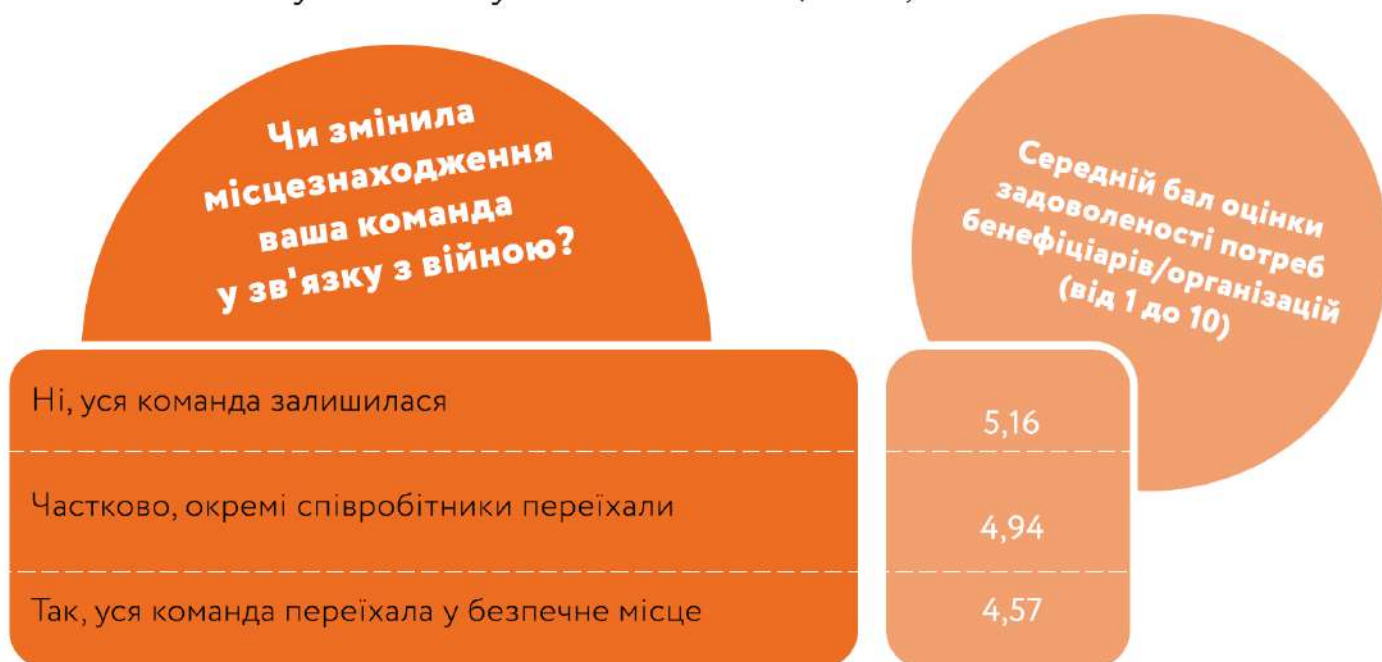 Чи змінила
місцезнаходження
ваша команда
у зв'язку з війною?
Середній бал оцінки
задоволеності потреб
бенефіціарів/організацій
(від 1 до 10)
Ні, уся команда залишилася
5,16
Частково, окремі співробітники переїхали
4,94
Так, уся команда переїхала у безпечне місце
4,57